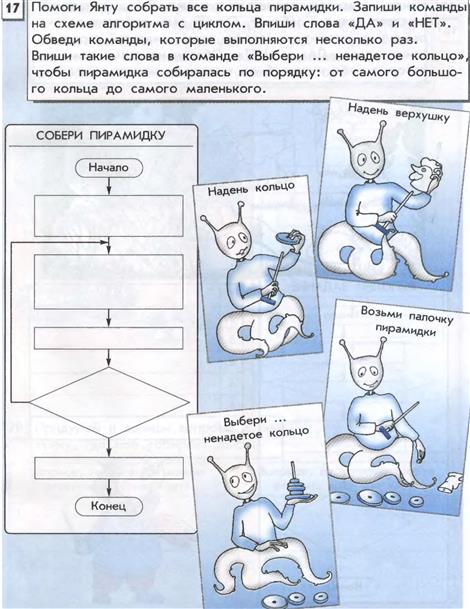 17
Помоги Янту собрать все кольца пирамидки. Запиши команды
на схеме алгоритма с циклом. Впиши слова «ДА» и «НЕТ».
Обведи команды, которые выполняются несколько раз.
Впиши такие слова в команде «Выбери ... ненадетое кольцо»,
чтобы пирамидка собиралась по порядку: от самого большо-
го кольца до самого маленького.
СОБЕРИ ПИРАМИДКУ
Начало
Конец
Надень кольцо
Надень верхушку
Возьми палочку
пирамидки
Выбери ...
ненадетое кольцо